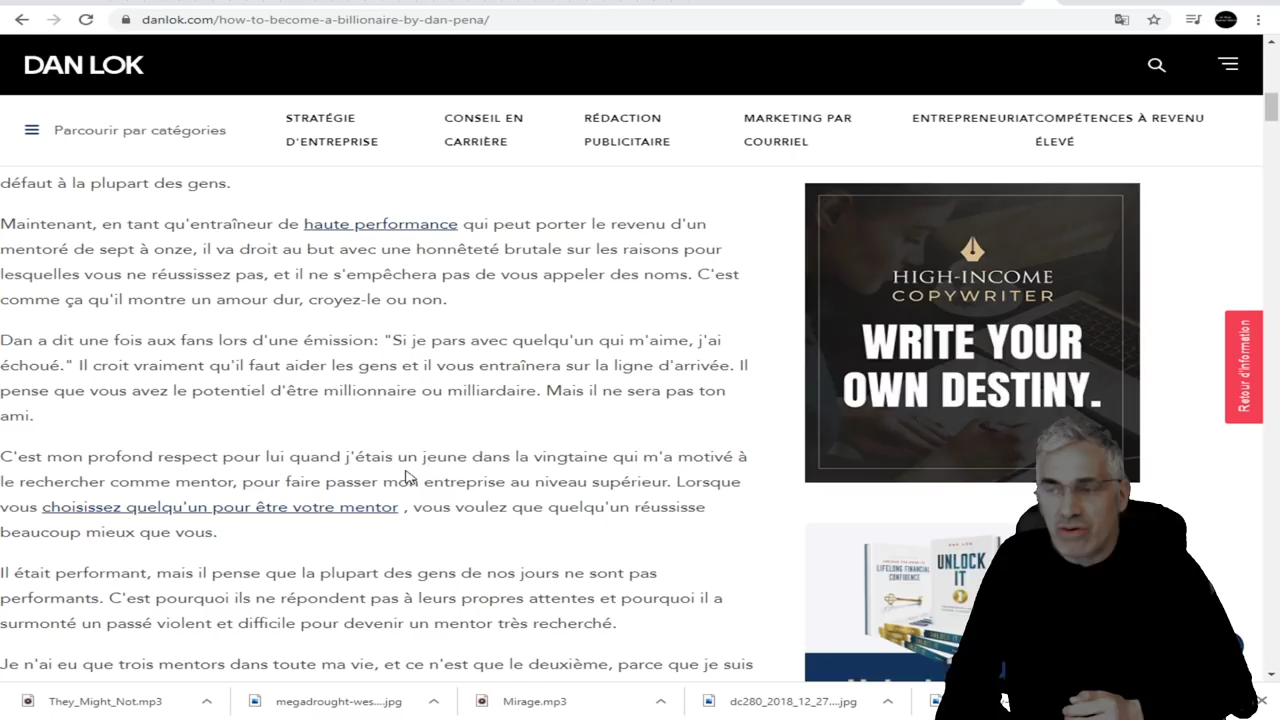 danlok.com/how-to-become-a-billionaire-by-dan-pena/
DAN LOK
Parcourir par catégories
STRATÉGIE
D'ENTREPRISE
CONSEIL EN
CARRIÈRE
RÉDACTION
PUBLICITAIRE
MARKETING PAR
COURRIEL
ENTREPRENEURIATCOMPÉTENCES À REVENU
ÉLEVÉ
défaut à la plupart des gens.
Maintenant, en tant qu'entraîneur de haute performance qui peut porter le revenu d'un
mentoré de sept à onze, il va droit au but avec une honnêteté brutale sur les raisons pour
lesquelles vous ne réussissez pas, et il ne s'empêchera pas de vous appeler des noms. C'est
comme ça qu'il montre un amour dur, croyez-le ou non.
Dan a dit une fois aux fans lors d'une émission: "Si je pars avec quelqu'un qui m'aime, j'ai
échoué." Il croit vraiment qu'il faut aider les gens et il vous entraînera sur la ligne d'arrivée. Il
pense que vous avez le potentiel d'être millionnaire ou milliardaire. Mais il ne sera pas ton
ami.
C'est mon profond respect pour lui quand j'étais un jeune dans la vingtaine qui m'a motivé à
le rechercher comme mentor, pour faire passer mon entreprise au niveau supérieur. Lorsque
vous choisissez quelqu'un pour être votre mentor , vous voulez que quelqu'un réussisse
beaucoup mieux que vous.
Il était performant, mais il pense que la plupart des gens de nos jours ne sont pas
performants. C'est pourquoi ils ne répondent pas à leurs propres attentes et pourquoi il a
surmonté un passé violent et difficile pour devenir un mentor très recherché.
Je n'ai eu que trois mentors dans toute ma vie, et ce n'est que le deuxième, parce que je suis
HIGH-INCOME
COPYWRITER
WRITE YOUR
OWN DESTINY.
Retour d'information
DAN LOK
UNLOCK
IT
LIFELONG FINANCIAL
CONFIDENCE
They_Might_Not.mp3
megadrought-wes....jpg
Mirage.mp3
dc280_2018_12_27....jpg